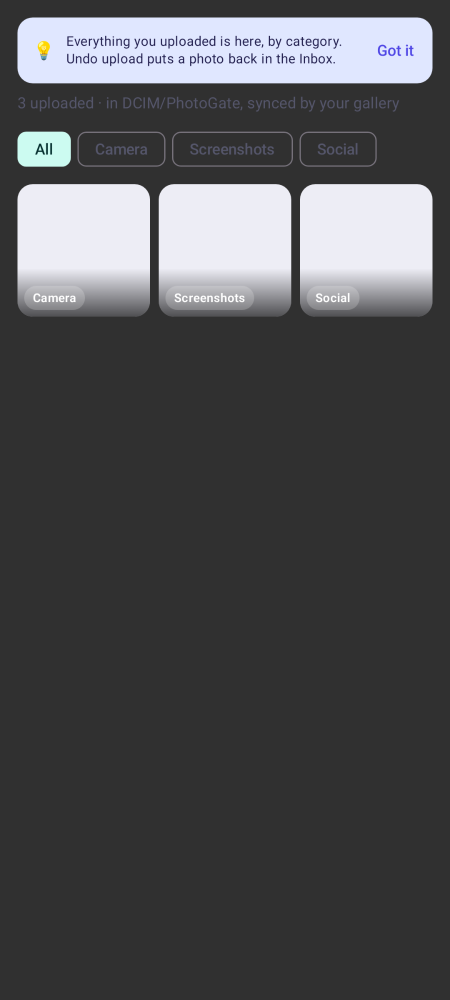 Everything you uploaded is here, by category.
Undo upload puts a photo back in the Inbox.
Got it
3 uploaded · in DCIM/PhotoGate, synced by your gallery
All
Camera
Screenshots
Social
Camera
Screenshots
Social